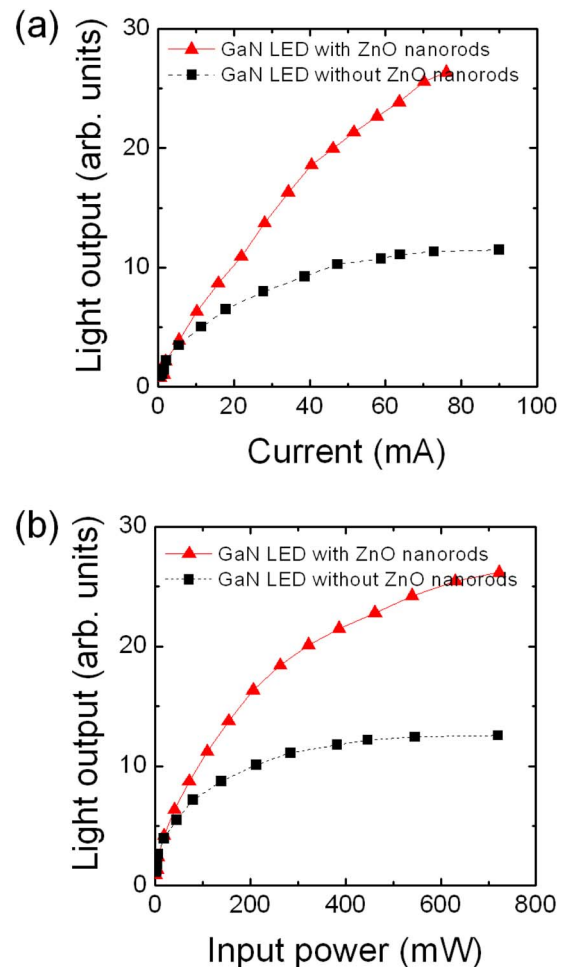 (a)
30
GaN LED with ZnO nanorods
GaN LED without ZnO nanorods
20
10
0
Light output (arb. units)
0 20 40 60 80 100
Current (mA)
(b)
30
GaN LED with ZnO nanorods
GaN LED without ZnO nanorods
20
10
0
Light output (arb. units)
0 200 400 600 800
Input power (mW)